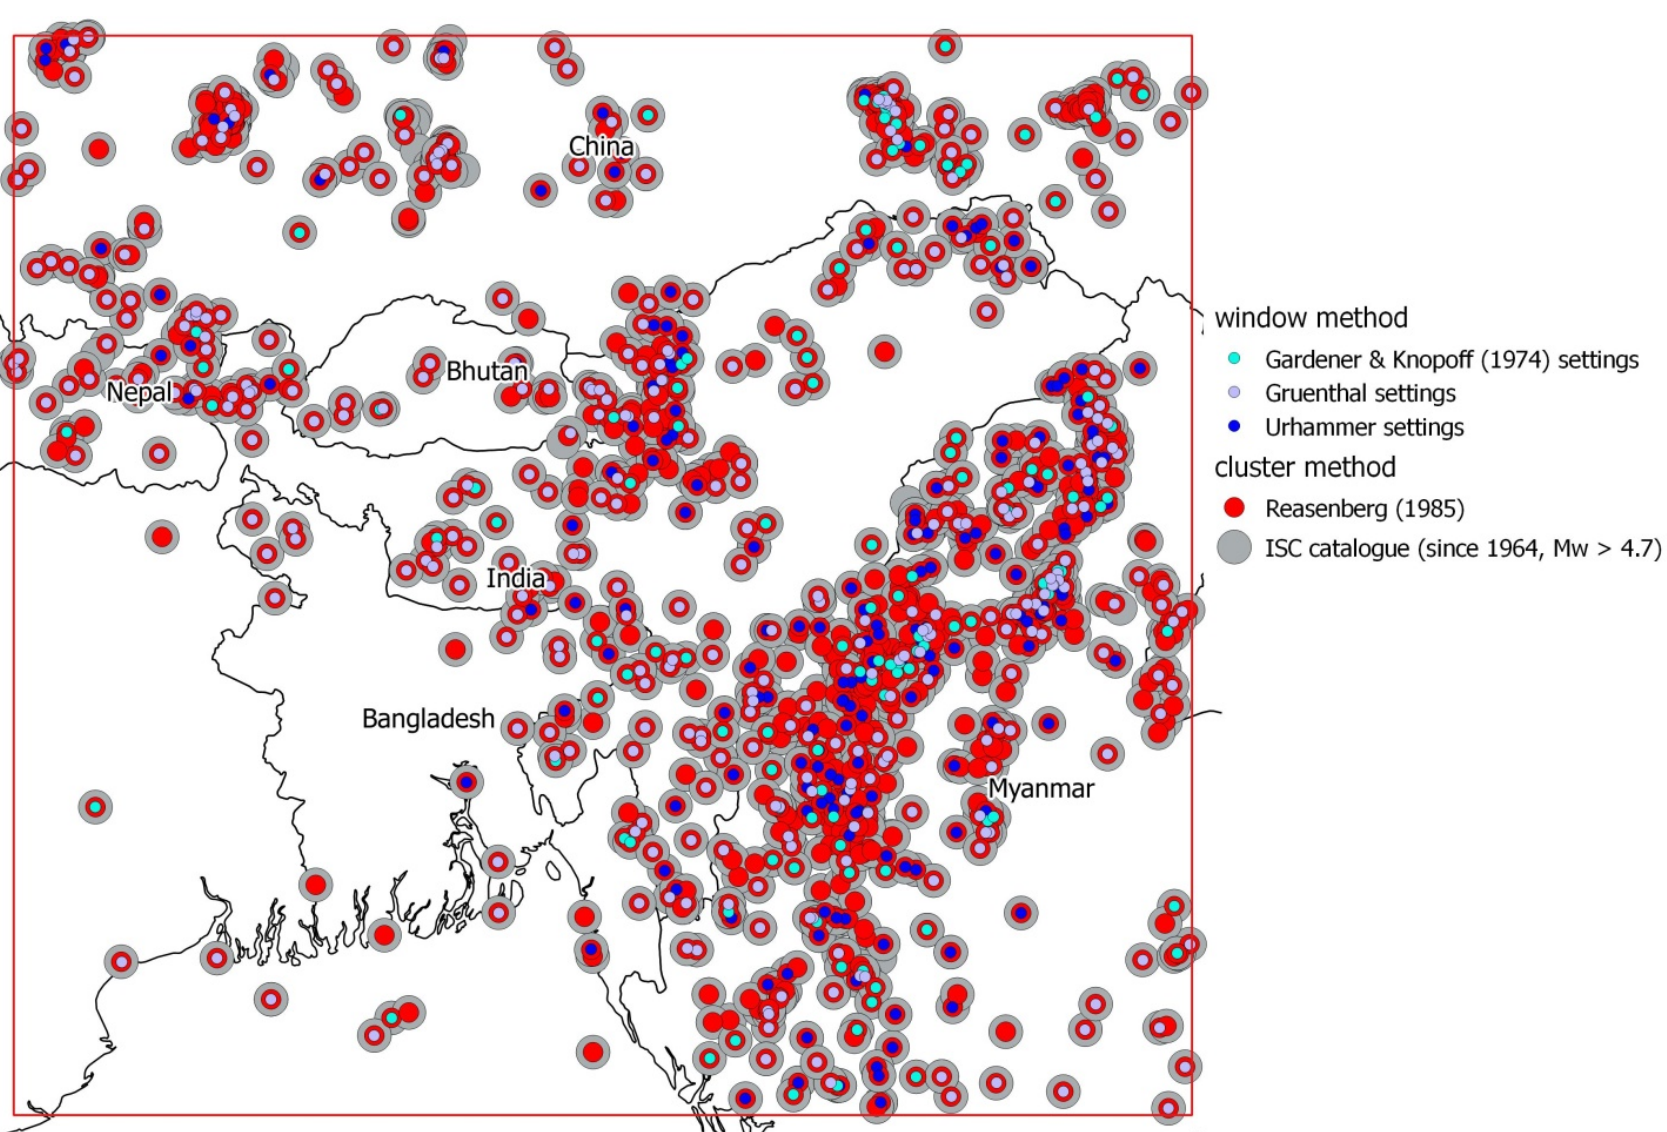 China
Bhutan
Nepal
India
Bangladesh
Myanmar
window method
Gardener & Knopoff (1974) settings
Gruenthal settings
Urhammer settings
cluster method
Reasenberg (1985)
ISC catalogue (since 1964, Mw > 4.7)